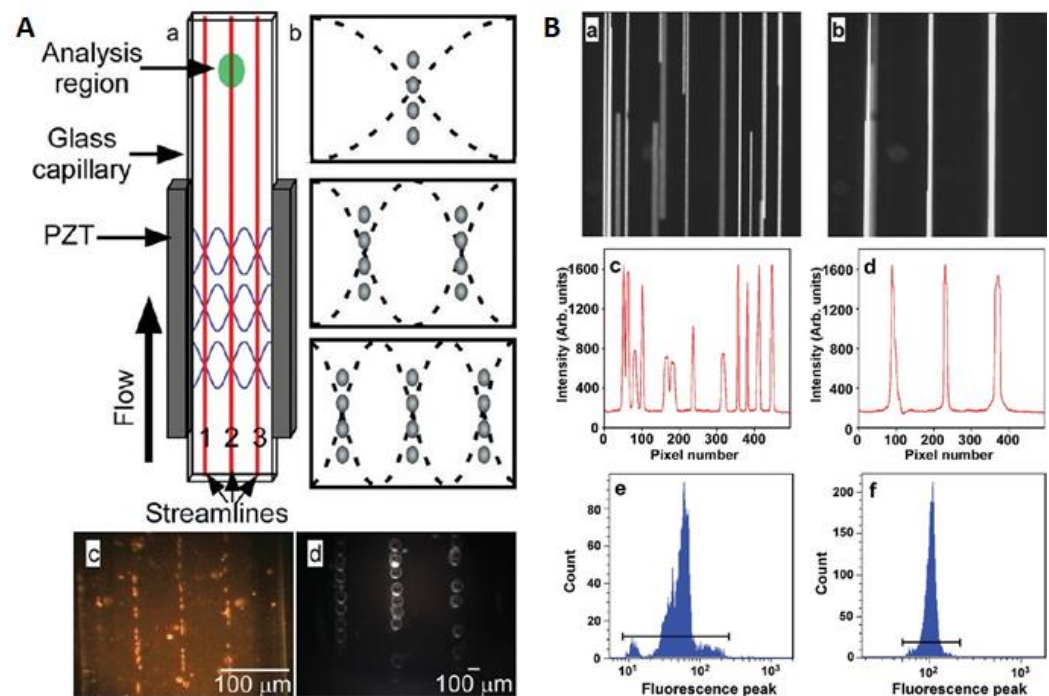 A
a
Analysis
region
Glass
capillary
PZT
Flow
1 2 3
Streamlines
b
c
100 μm
d
100 μm
B
a
b
c
Intensity (Arb. units)
1600
1200
800
400
0 100 200 300 400
Pixel number
d
Intensity (Arb. units)
1600
1200
800
400
0 100 200 300 400
Pixel number
e
Count
80
60
40
20
0
10¹ 10² 10³
Fluorescence peak
f
Count
200
150
100
50
0
10² 10³
Fluorescence peak